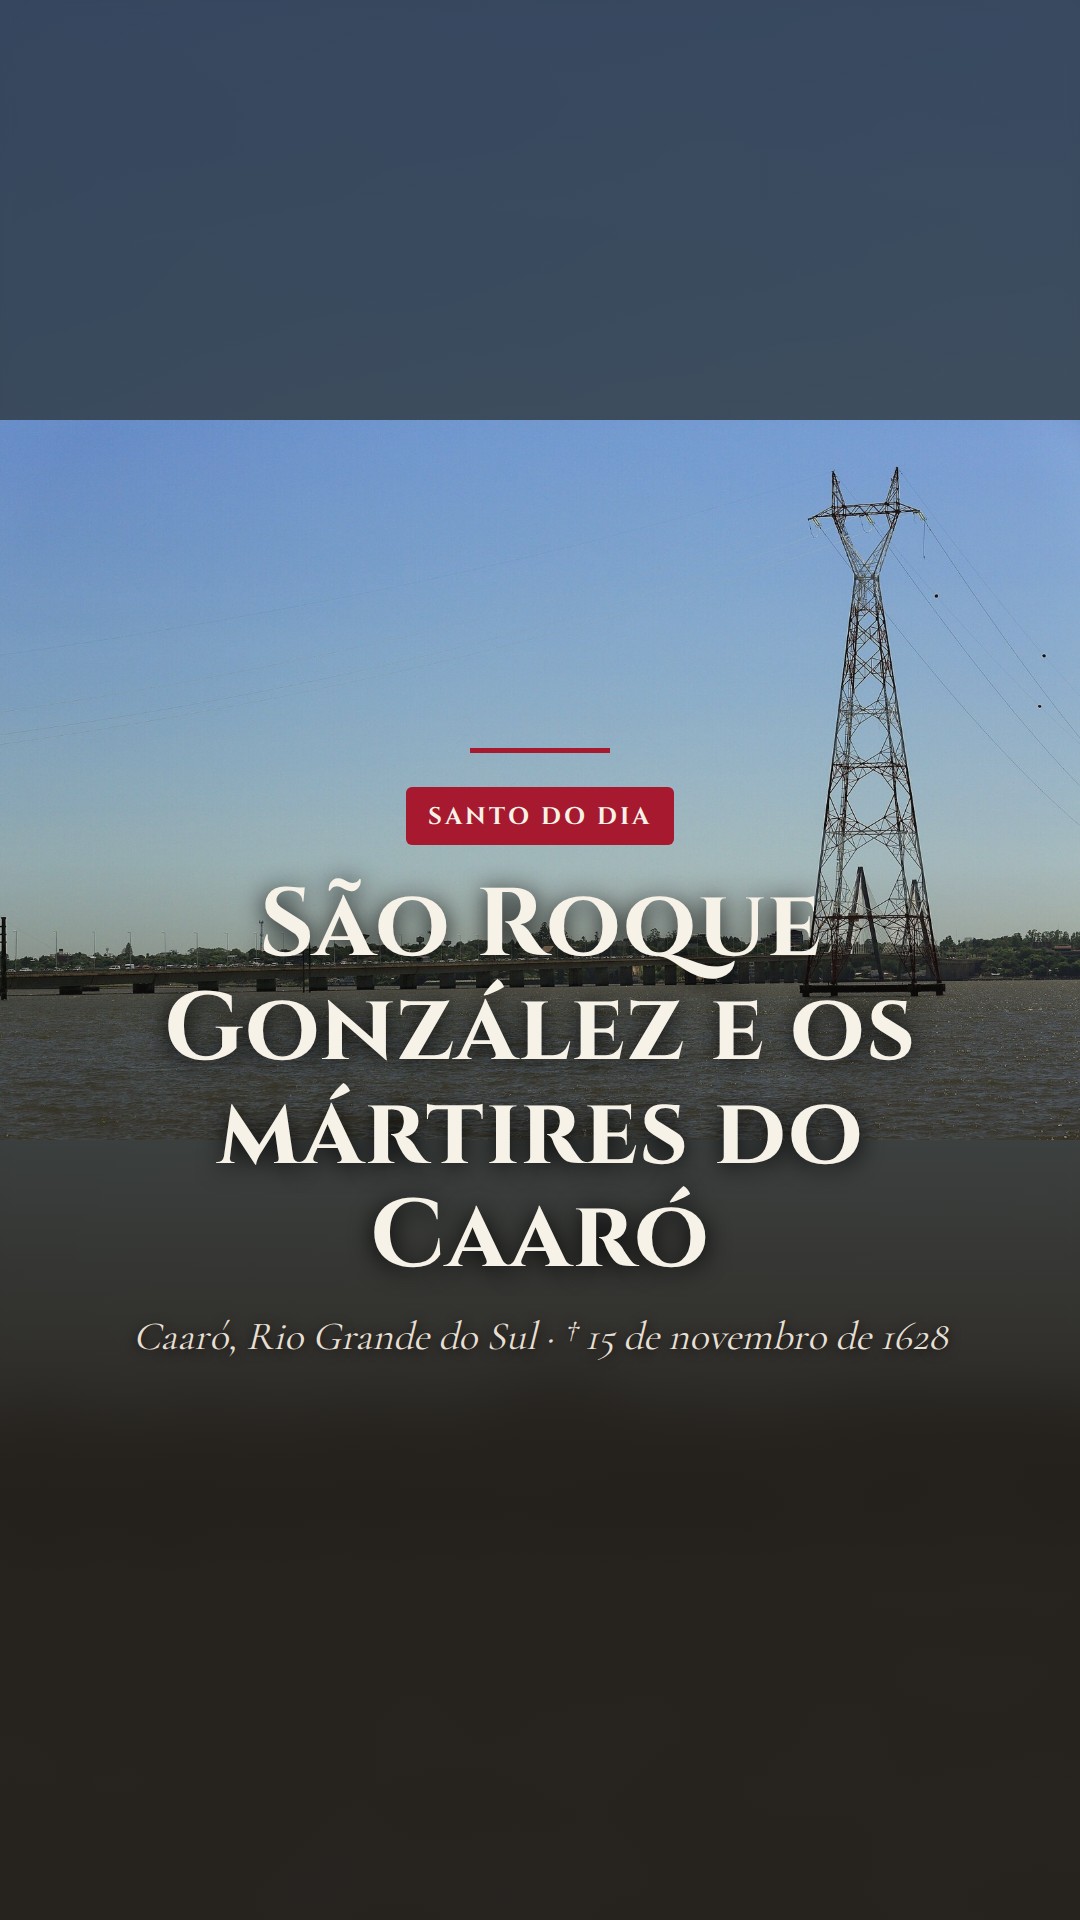 SANTO DO DIA
São Roque
González e os
mártires do
Caaró
Caaró, Rio Grande do Sul · † 15 de novembro de 1628